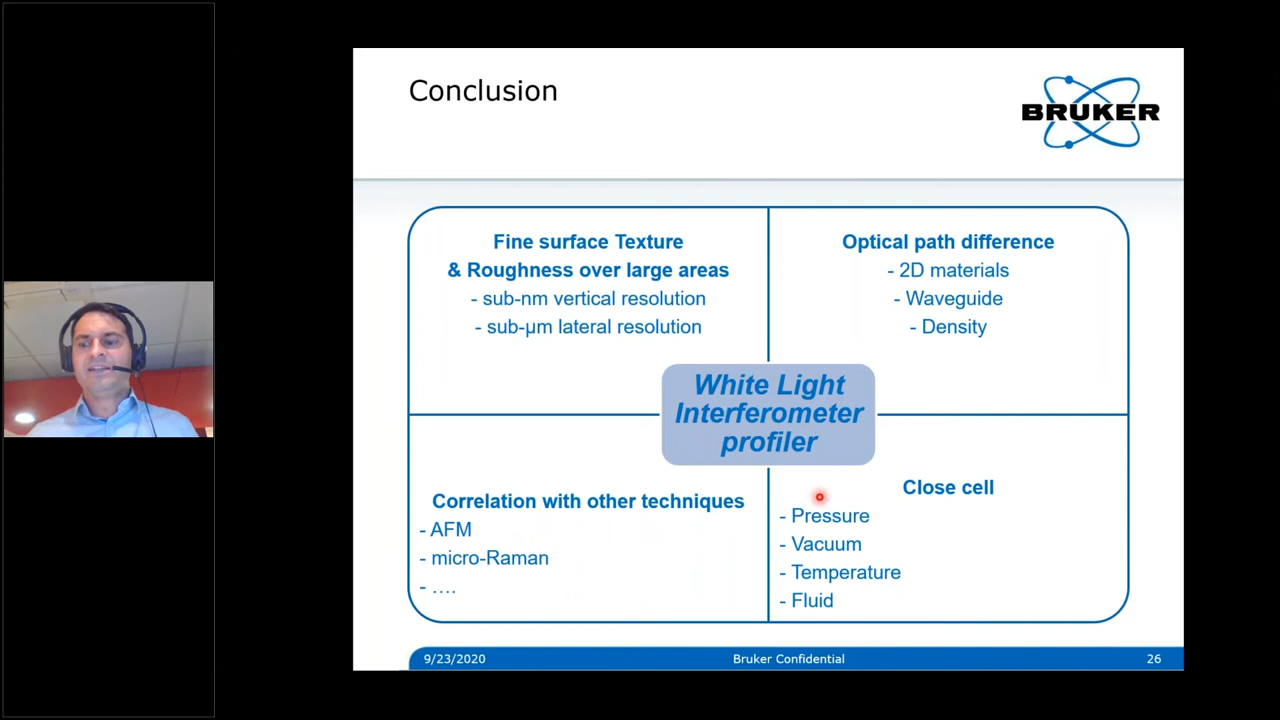 Conclusion
BRUKER
Fine surface Texture
& Roughness over large areas
- sub-nm vertical resolution
- sub-µm lateral resolution
Optical path difference
- 2D materials
- Waveguide
- Density
White Light
Interferometer
profiler
Correlation with other techniques
- AFM
- micro-Raman
- ....
Close cell
- Pressure
- Vacuum
- Temperature
- Fluid
9/23/2020
Bruker Confidential
26